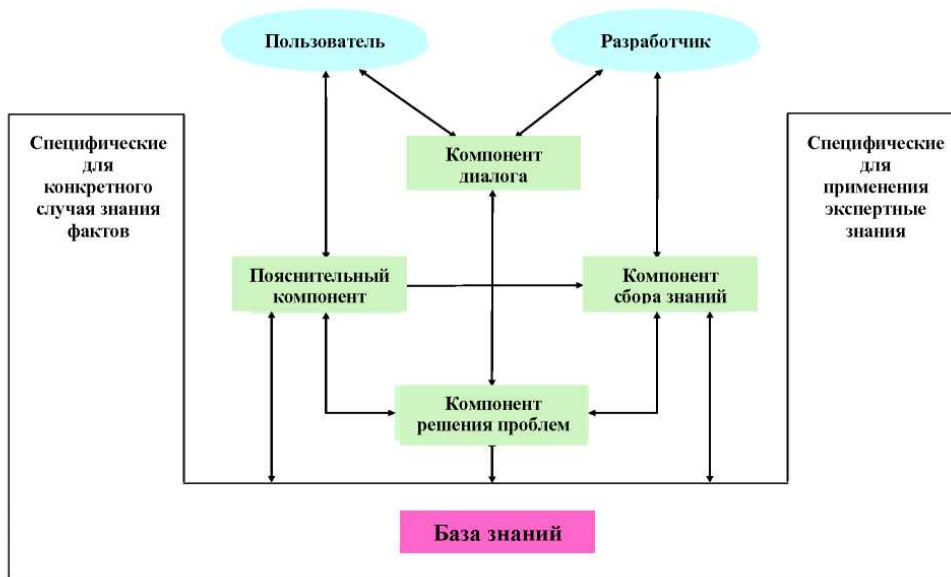 Пользователь
Разработчик
Специфические
для
конкретного
случая знания
фактов
Компонент
диалога
Специфические
для
применения
экспертные
знания
Пояснительный
компонент
Компонент
сбора знаний
Компонент
решения проблем
База знаний